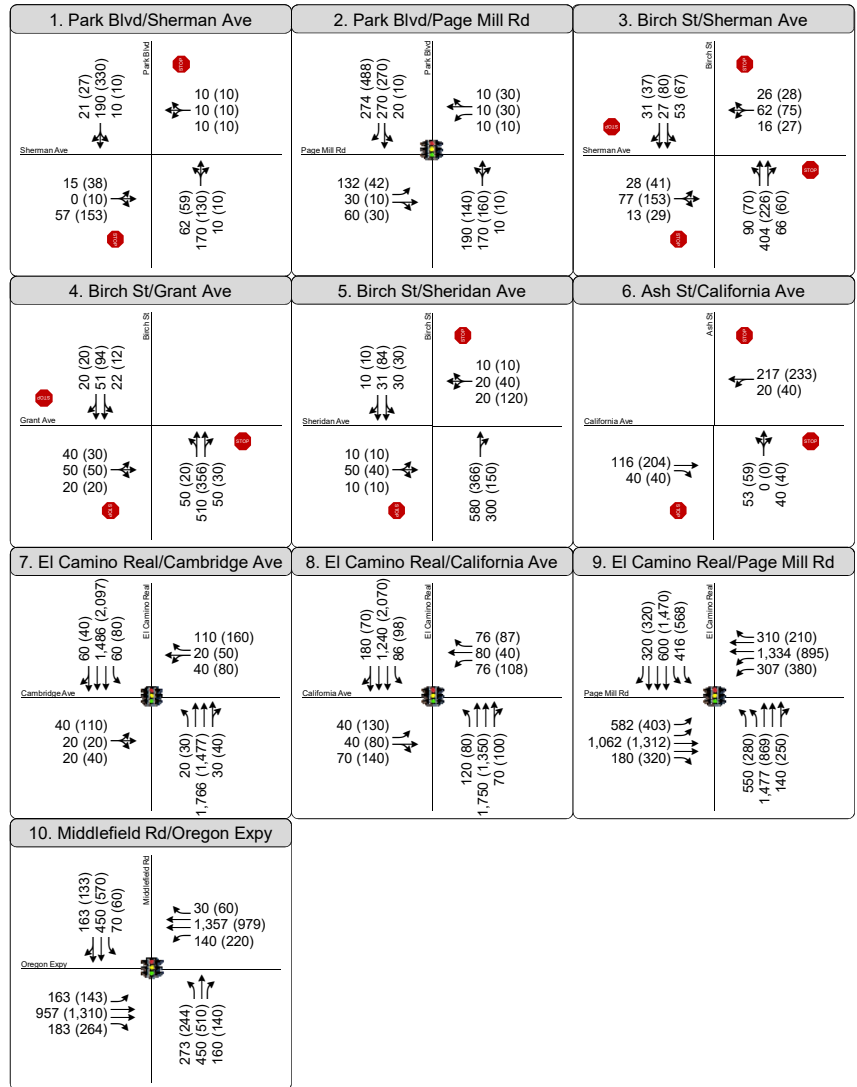 1. Park Blvd/Sherman Ave
Park Blvd
STOP
21 (27)
190 (330)
10 (10)
10 (10)
10 (10)
10 (10)
Sherman Ave
15 (38)
0 (10)
57 (153)
STOP
62 (59)
170 (130)
10 (10)
2. Park Blvd/Page Mill Rd
Park Blvd
274 (488)
270 (270)
20 (10)
10 (30)
10 (30)
10 (10)
Page Mill Rd
132 (42)
30 (10)
60 (30)
190 (140)
170 (160)
10 (10)
3. Birch St/Sherman Ave
Birch St
STOP
31 (37)
27 (80)
53 (67)
26 (28)
62 (75)
16 (27)
STOP
Sherman Ave
STOP
28 (41)
77 (153)
13 (29)
STOP
90 (70)
404 (226)
66 (60)
4. Birch St/Grant Ave
Birch St
20 (20)
51 (94)
22 (12)
STOP
Grant Ave
STOP
40 (30)
50 (50)
20 (20)
STOP
50 (20)
510 (356)
50 (30)
5. Birch St/Sheridan Ave
Birch St
STOP
10 (10)
31 (84)
30 (30)
10 (10)
20 (40)
20 (120)
Sheridan Ave
10 (10)
50 (40)
10 (10)
STOP
580 (366)
300 (150)
6. Ash St/California Ave
Ash St
STOP
217 (233)
20 (40)
California Ave
STOP
116 (204)
40 (40)
STOP
53 (59)
0 (0)
40 (40)
7. El Camino Real/Cambridge Ave
El Camino Real
60 (40)
1,486 (2,097)
60 (80)
110 (160)
20 (50)
40 (80)
Cambridge Ave
40 (110)
20 (20)
20 (40)
20 (30)
1,766 (1,477)
30 (40)
8. El Camino Real/California Ave
El Camino Real
180 (70)
1,240 (2,070)
86 (98)
76 (87)
80 (40)
76 (108)
California Ave
40 (130)
40 (80)
70 (140)
120 (80)
1,750 (1,350)
70 (100)
9. El Camino Real/Page Mill Rd
El Camino Real
320 (320)
600 (1,470)
416 (568)
310 (210)
1,334 (895)
307 (380)
Page Mill Rd
582 (403)
1,062 (1,312)
180 (320)
550 (280)
1,477 (869)
140 (250)
10. Middlefield Rd/Oregon Expy
Middlefield Rd
163 (133)
450 (570)
70 (60)
30 (60)
1,357 (979)
140 (220)
Oregon Expy
163 (143)
957 (1,310)
183 (264)
273 (244)
450 (510)
160 (140)